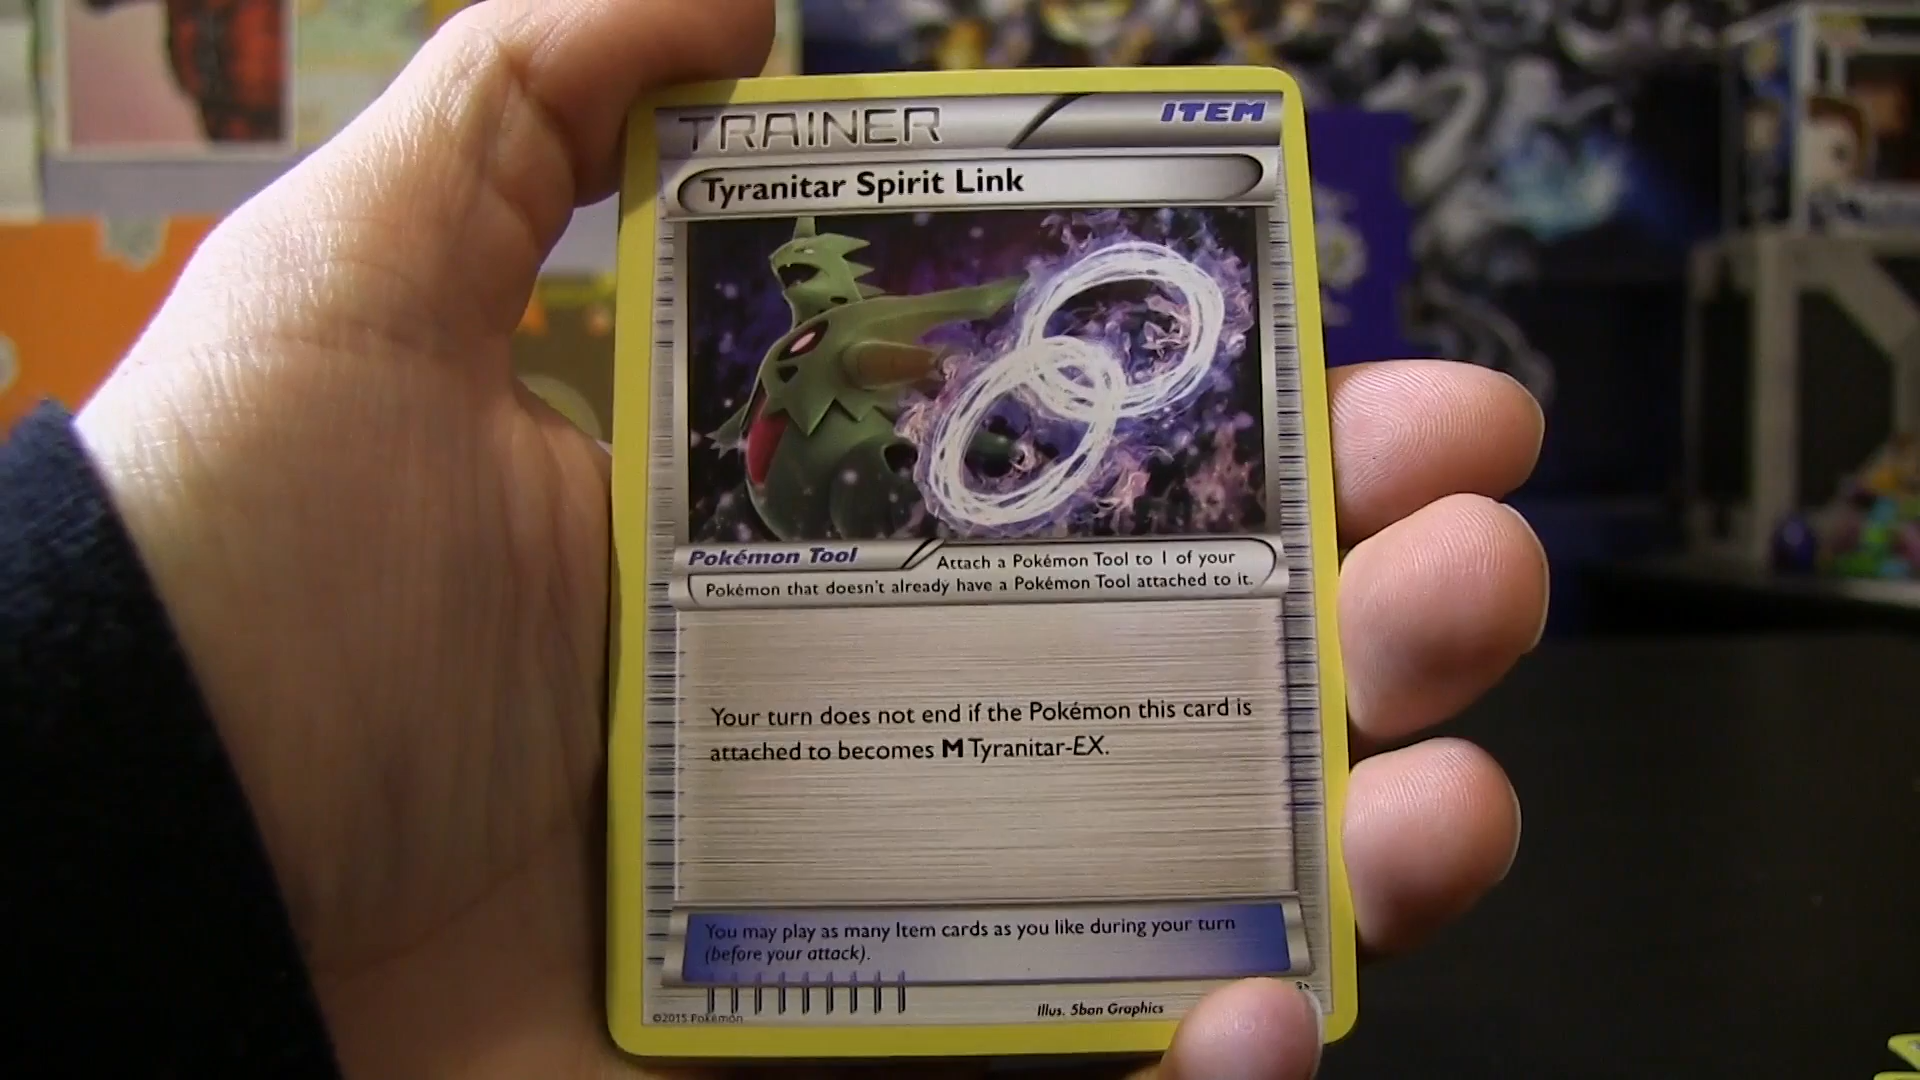 TRAINER ITEM
Tyranitar Spirit Link
Pokémon Tool Attach a Pokémon Tool to 1 of your
Pokémon that doesn't already have a Pokémon Tool attached to it.
Your turn does not end if the Pokémon this card is
attached to becomes M Tyranitar-EX.
You may play as many Item cards as you like during your turn
(before your attack).
Illus. 5ban Graphics
©2015 Pokémon